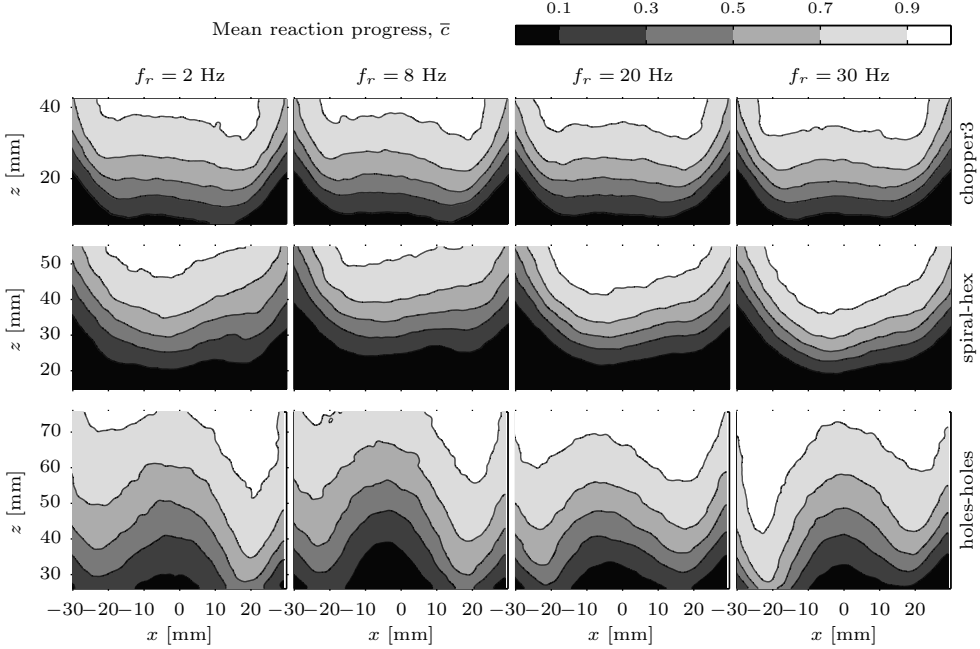 Mean reaction progress, c̅
0.1 0.3 0.5 0.7 0.9
f_r = 2 Hz f_r = 8 Hz f_r = 20 Hz f_r = 30 Hz
40
20
z [mm]
chopper3
50
40
30
20
z [mm]
spiral-hex
70
60
50
40
30
z [mm]
holes-holes
−30−20−10 0 10 20 −30−20−10 0 10 20 −30−20−10 0 10 20 −30−20−10 0 10 20 30
x [mm] x [mm] x [mm] x [mm]